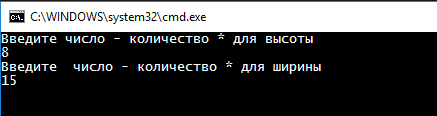 C:\WINDOWS\system32\cmd.exe
Введите число - количество * для высоты
8
Введите  число - количество * для ширины
15